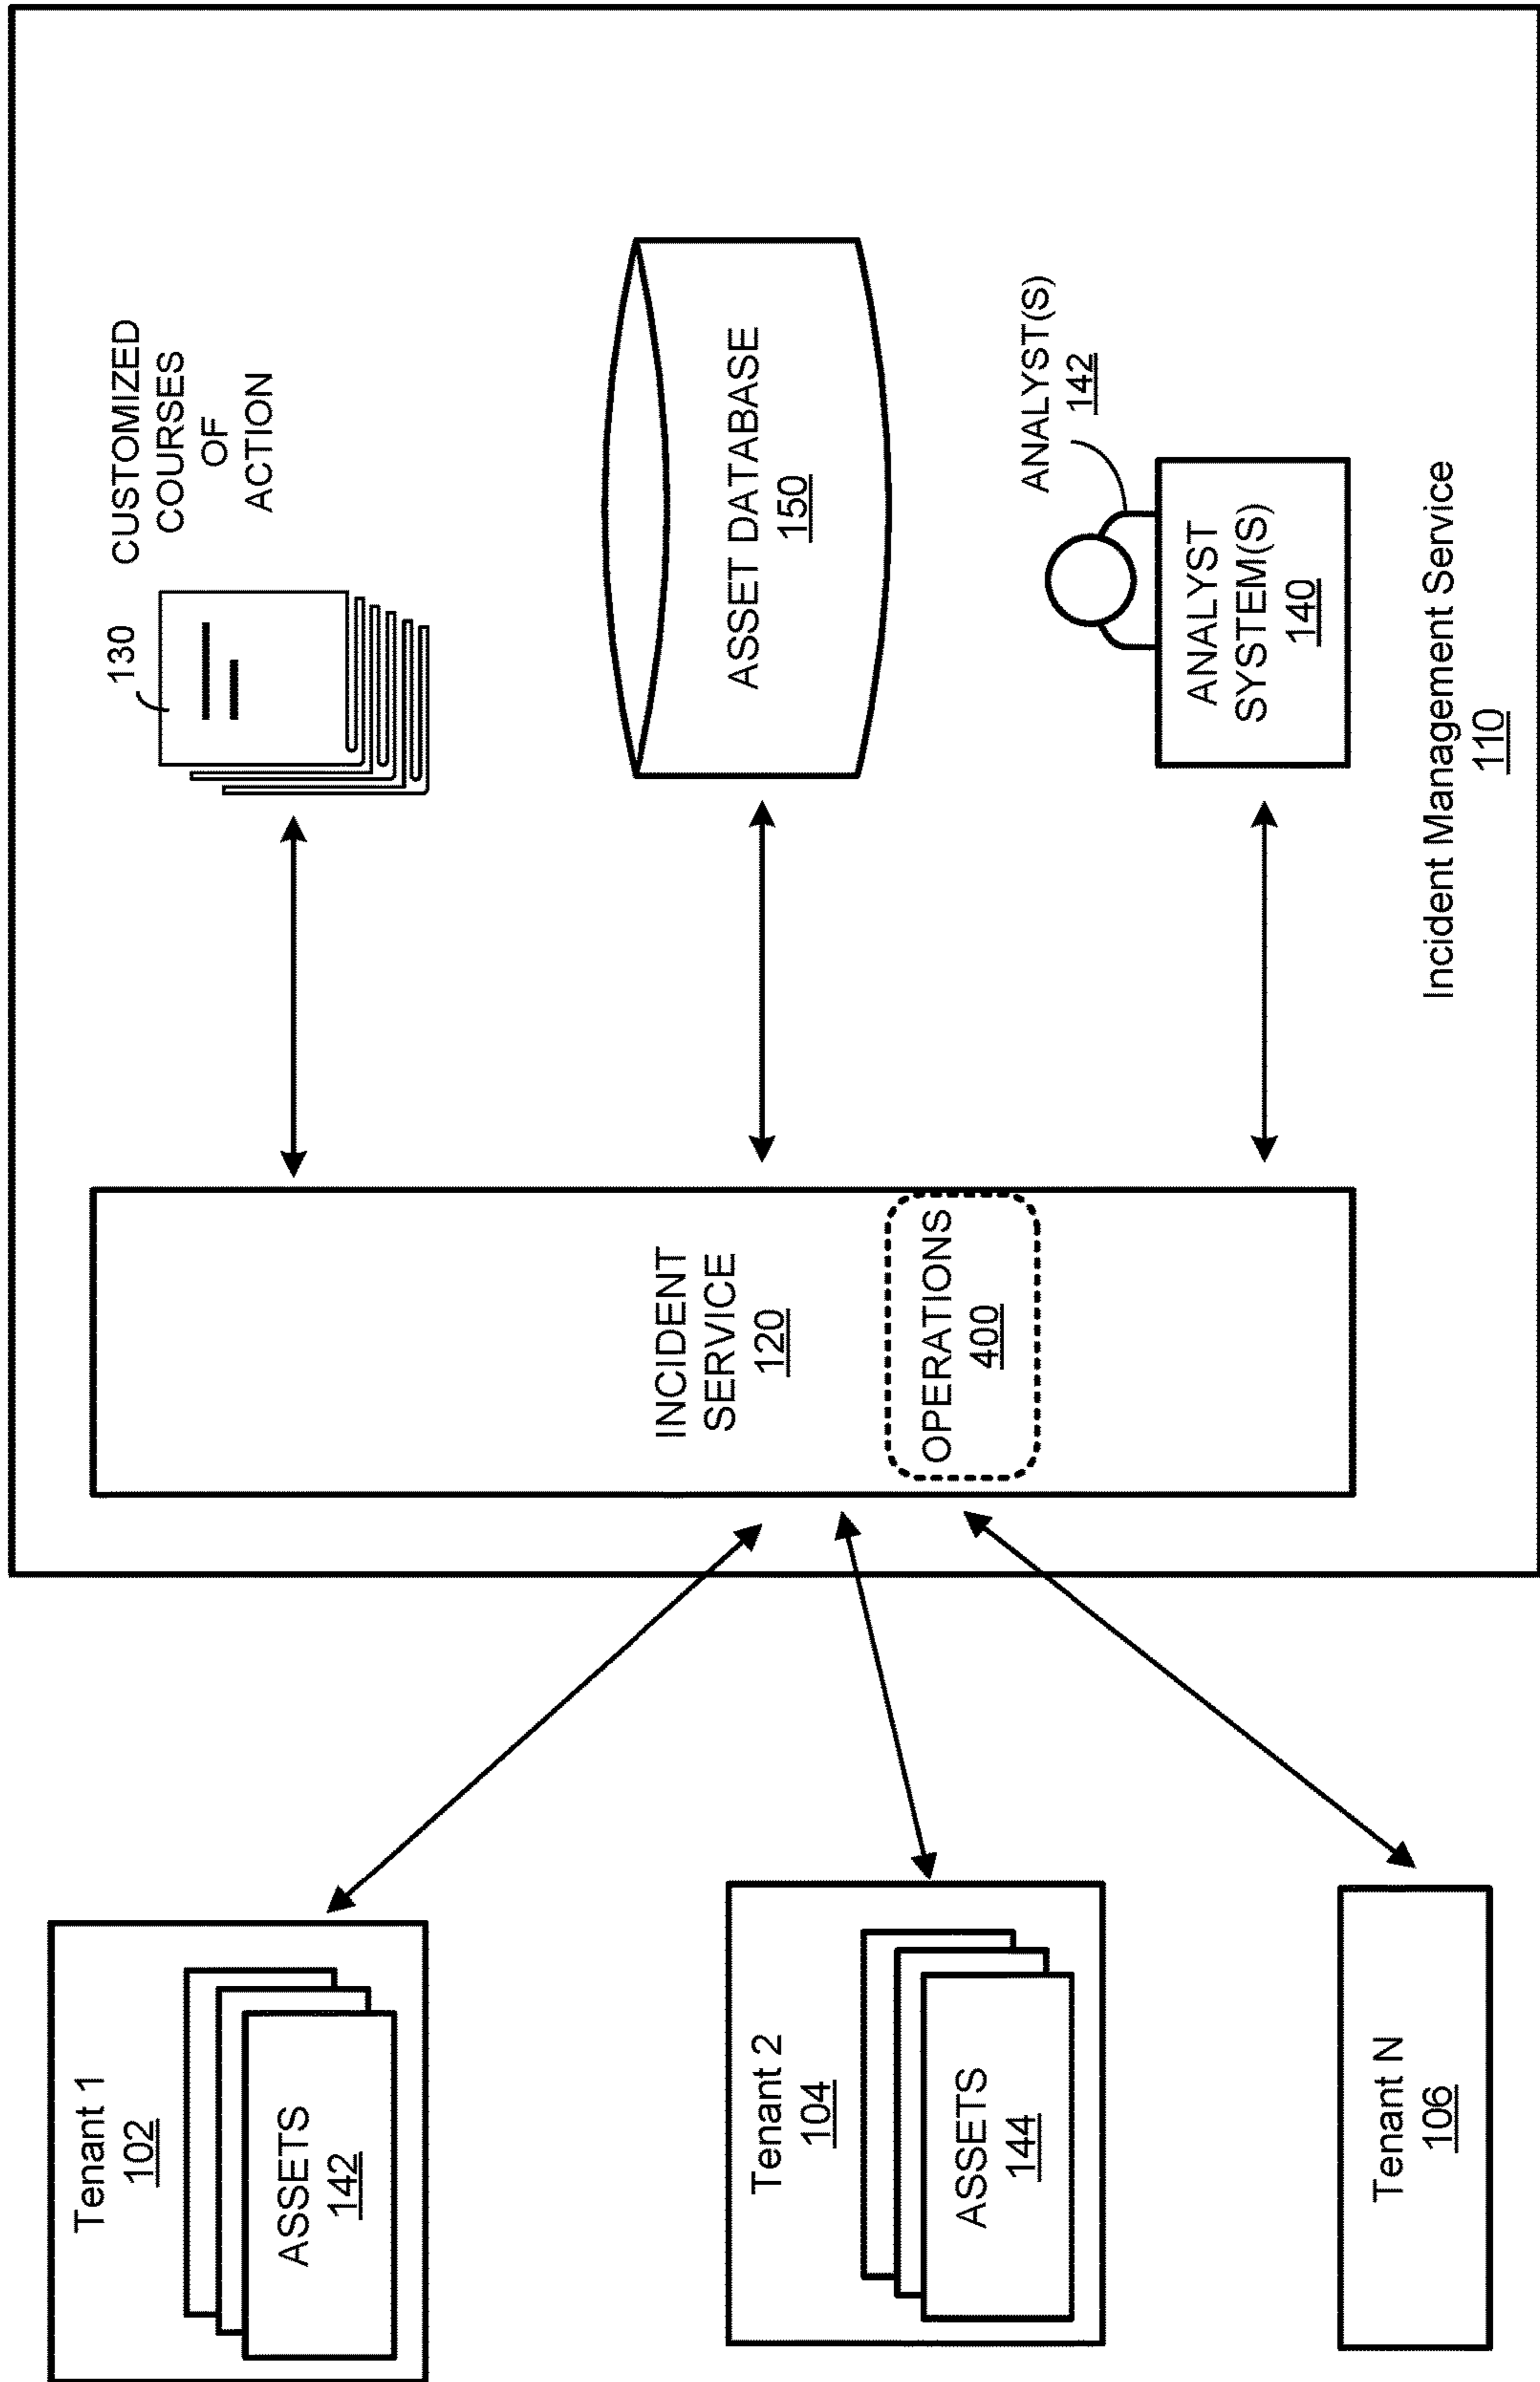 Tenant 1
102
ASSETS
142
Tenant 2
104
ASSETS
144
Tenant N
106
INCIDENT
SERVICE
120
OPERATIONS
400
130
CUSTOMIZED
COURSES
OF
ACTION
ASSET DATABASE
150
ANALYST(S)
142
ANALYST
SYSTEM(S)
140
Incident Management Service
110